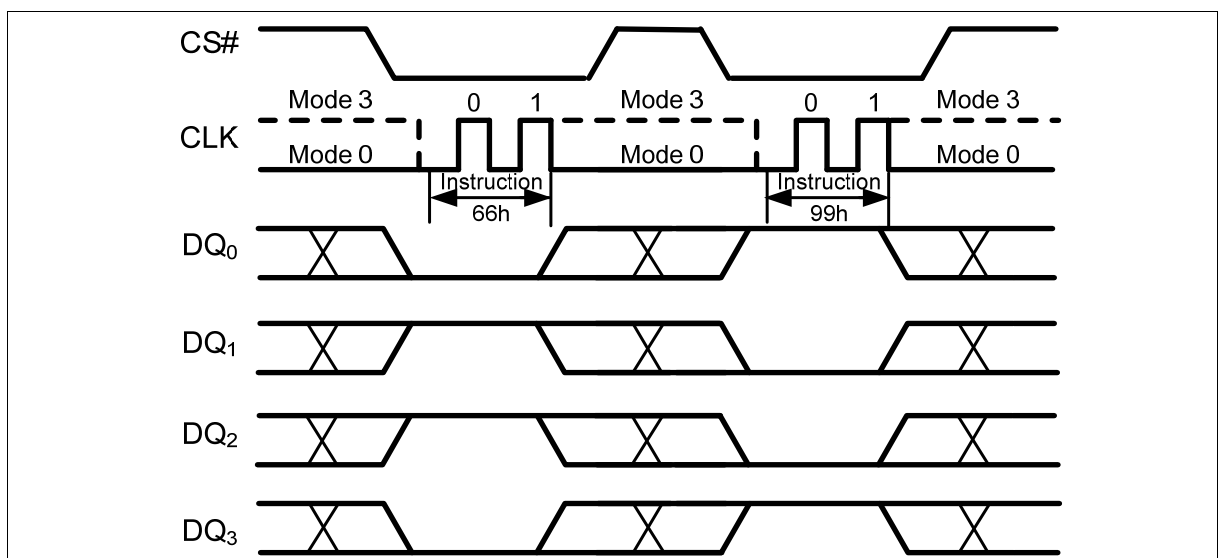 CS#
Mode 3 0 1 Mode 3 0 1 Mode 3
CLK
Mode 0 Mode 0 Mode 0
Instruction Instruction
66h 99h
DQ0
DQ1
DQ2
DQ3